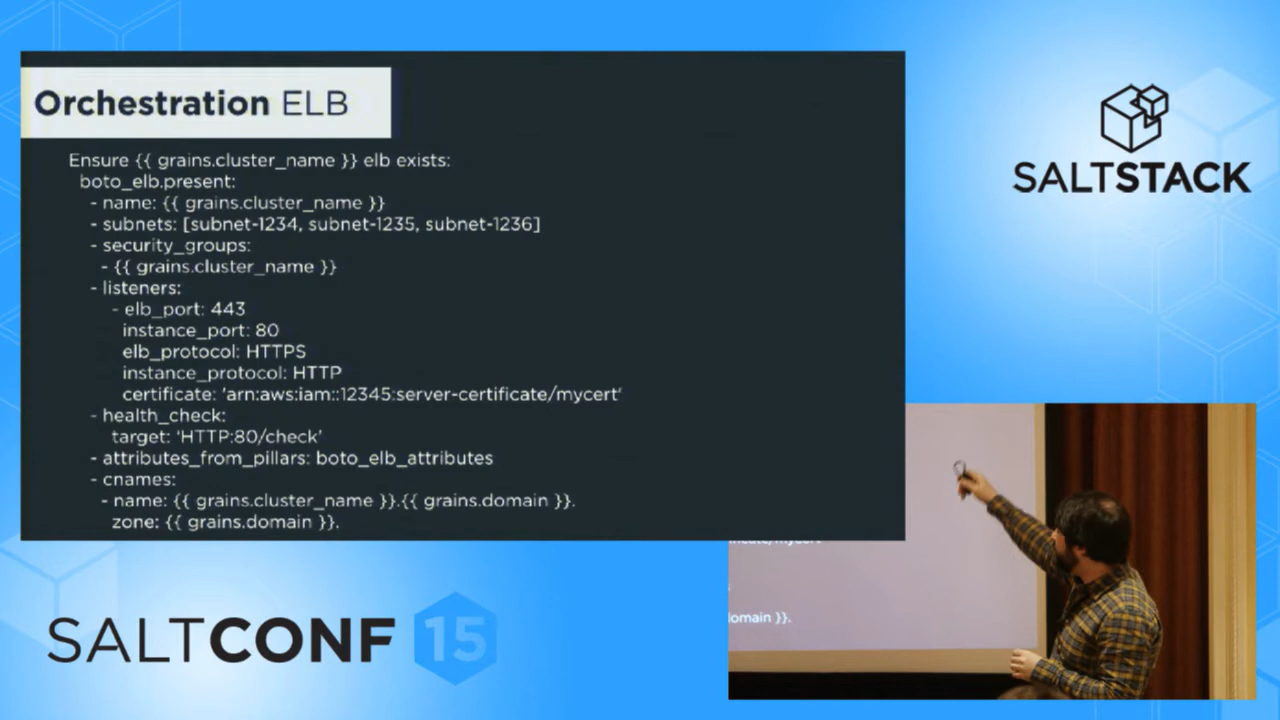 Orchestration ELB
Ensure {{ grains.cluster_name }} elb exists:
boto_elb.present:
- name: {{ grains.cluster_name }}
- subnets: [subnet-1234, subnet-1235, subnet-1236]
- security_groups:
- {{ grains.cluster_name }}
- listeners:
- elb_port: 443
instance_port: 80
elb_protocol: HTTPS
instance_protocol: HTTP
certificate: 'arn:aws:iam::12345:server-certificate/mycert'
- health_check:
target: 'HTTP:80/check'
- attributes_from_pillars: boto_elb_attributes
- cnames:
- name: {{ grains.cluster_name }}.{{ grains.domain }}.
zone: {{ grains.domain }}.
SALTSTACK
omain }}.
SALTCONF 15